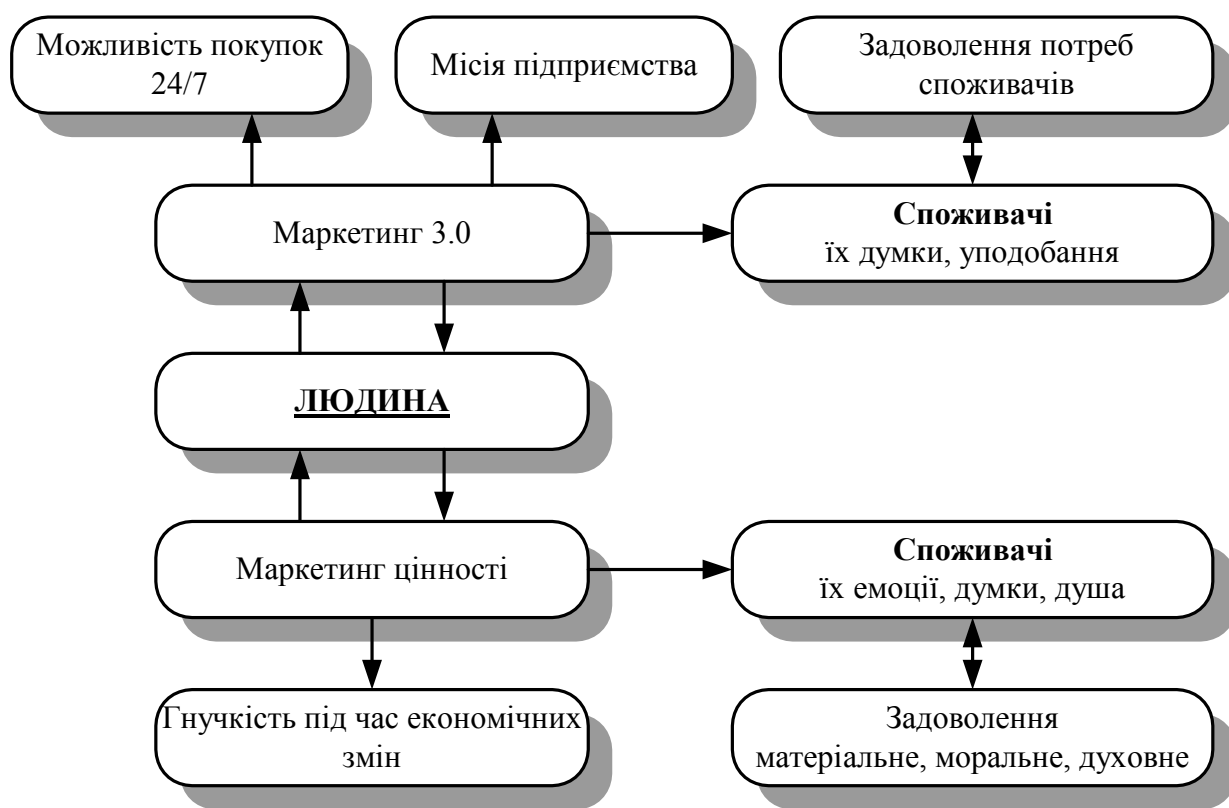 Можливість покупок
24/7
Місія підприємства
Задоволення потреб
споживачів
Маркетинг 3.0
Споживачі
їх думки, уподобання
ЛЮДИНА
Маркетинг цінності
Споживачі
їх емоції, думки, душа
Гнучкість під час економічних
змін
Задоволення
матеріальне, моральне, духовне